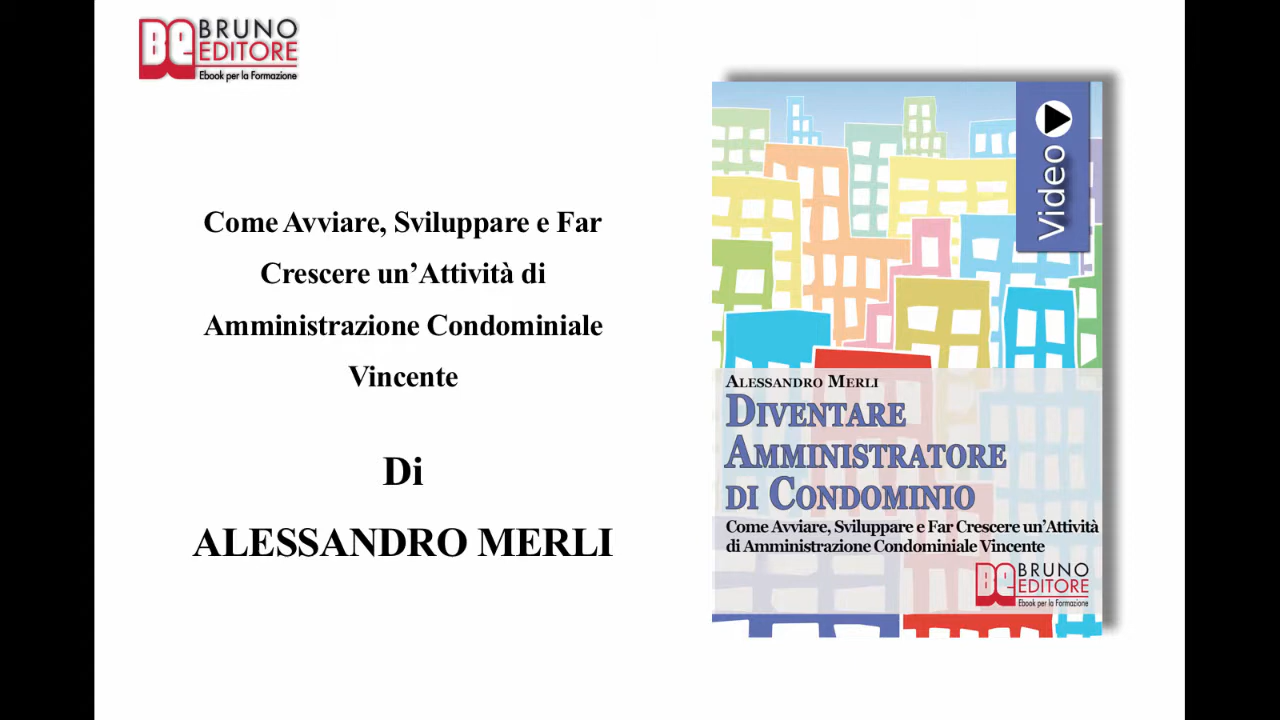 BRUNO
EDITORE
Ebook per la Formazione
Come Avviare, Sviluppare e Far
Crescere un’Attività di
Amministrazione Condominiale
Vincente
Di
ALESSANDRO MERLI
Video
ALESSANDRO MERLI
DIVENTARE
AMMINISTRATORE
DI CONDOMINIO
Come Avviare, Sviluppare e Far Crescere un’Attività
di Amministrazione Condominiale Vincente
BRUNO
EDITORE
Ebook per la Formazione